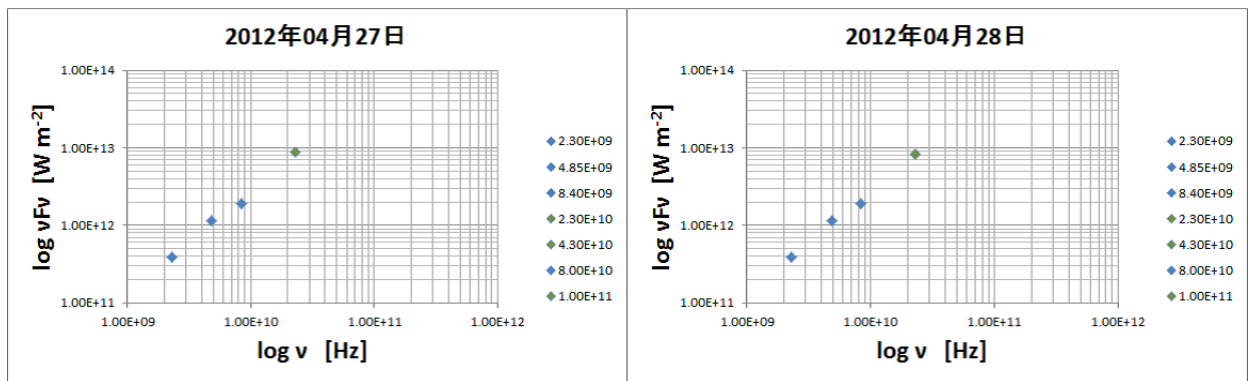 2012年04月27日
1.00E+14
1.00E+13
1.00E+12
1.00E+11
log νFν [W m-2]
1.00E+09 1.00E+10 1.00E+11 1.00E+12
log ν [Hz]
2.30E+09
4.85E+09
8.40E+09
2.30E+10
4.30E+10
8.00E+10
1.00E+11
2012年04月28日
1.00E+14
1.00E+13
1.00E+12
1.00E+11
log νFν [W m-2]
1.00E+09 1.00E+10 1.00E+11 1.00E+12
log ν [Hz]
2.30E+09
4.85E+09
8.40E+09
2.30E+10
4.30E+10
8.00E+10
1.00E+11